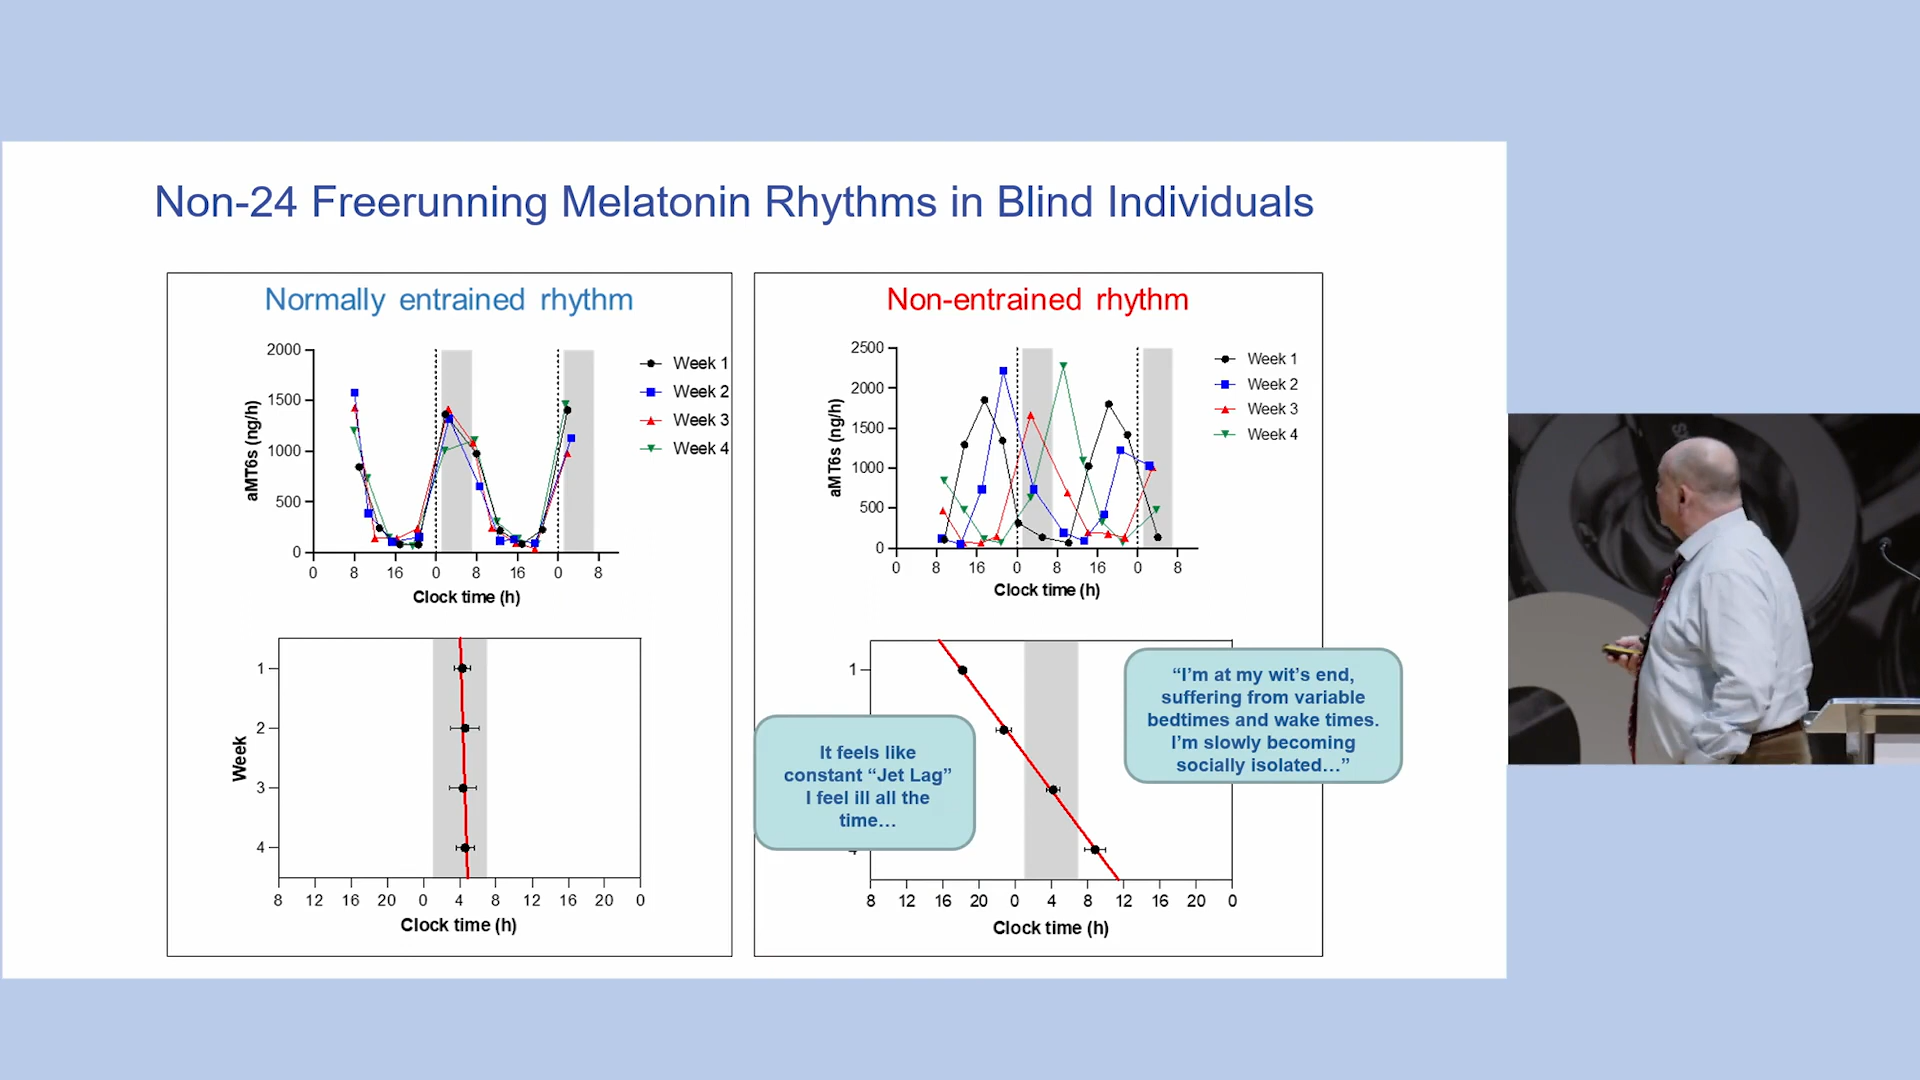 Non-24 Freerunning Melatonin Rhythms in Blind Individuals
Normally entrained rhythm
2000
1500
1000
500
0
aMT6s (ng/h)
Week 1
Week 2
Week 3
Week 4
0 8 16 0 8 16 0 8
Clock time (h)
1
2
3
4
Week
8 12 16 20 0 4 8 12 16 20 0
Clock time (h)
Non-entrained rhythm
2500
2000
1500
1000
500
0
aMT6s (ng/h)
Week 1
Week 2
Week 3
Week 4
0 8 16 0 8 16 0 8
Clock time (h)
1
It feels like
constant “Jet Lag”
I feel ill all the
time…
“I’m at my wit’s end,
suffering from variable
bedtimes and wake times.
I’m slowly becoming
socially isolated…”
8 12 16 20 0 4 8 12 16 20 0
Clock time (h)